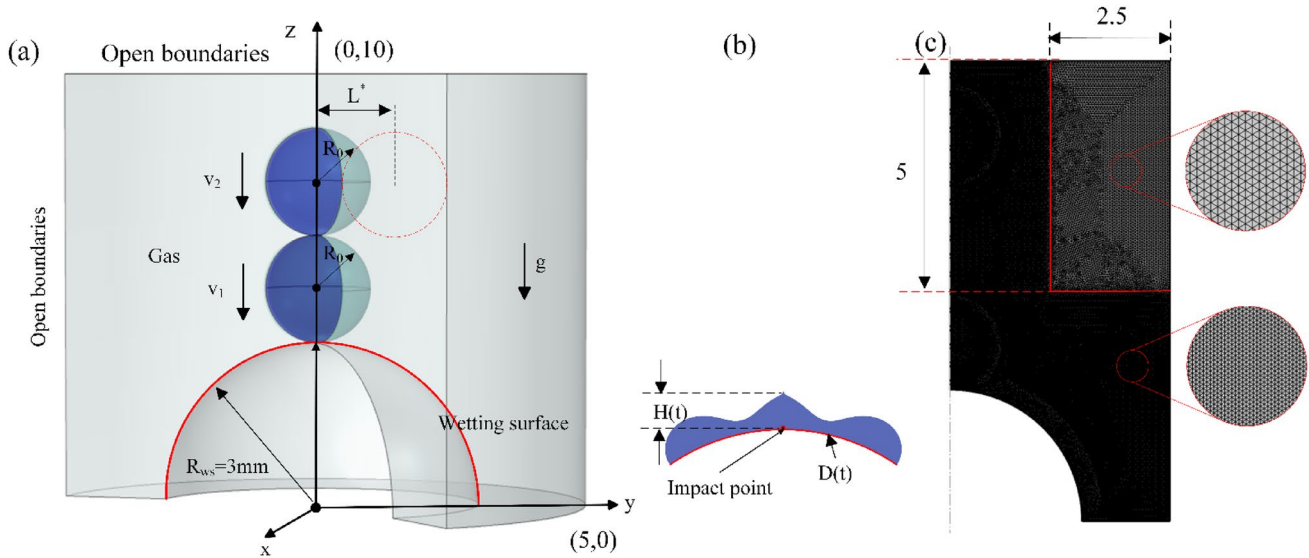 (a)
Open boundaries
z
(0,10)
L*
R₀
v₂
Open boundaries
Gas
R₀
v₁
g
Wetting surface
R_ws=3mm
y
x
(5,0)
(b)
H(t)
Impact point
D(t)
(c)
2.5
5